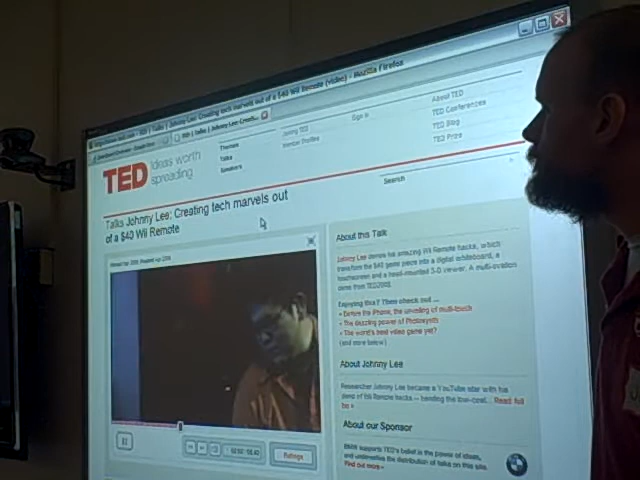 Talks | Johnny Lee: Creating tech marvels out of a $40 Wii Remote (video) - Mozilla Firefox
TED Ideas worth
spreading
Themes
Talks
Speakers
Sign in
About TED
TED Conferences
TED Blog
TED Prize
Search
Talks Johnny Lee: Creating tech marvels out
of a $40 Wii Remote
About this Talk
Johnny Lee demos his amazing Wii Remote hacks, which
transform the $40 game piece into a digital whiteboard, a
touchscreen and a head-mounted 3-D viewer. A multi-ovation
demo from TED2008.
Enjoying this? Then check out ...
• Before the iPhone, the unveiling of multi-touch
• The dazzling power of Photosynth
• The world's best video game yet?
(and more below)
About Johnny Lee
Researcher Johnny Lee became a YouTube star with his
demo of Wii Remote hacks -- bending the low-cost... Read full
bio »
About our Sponsor
BMW supports TED's belief in the power of ideas,
and underwrites the distribution of talks on this site.
Find out more »
Ratings